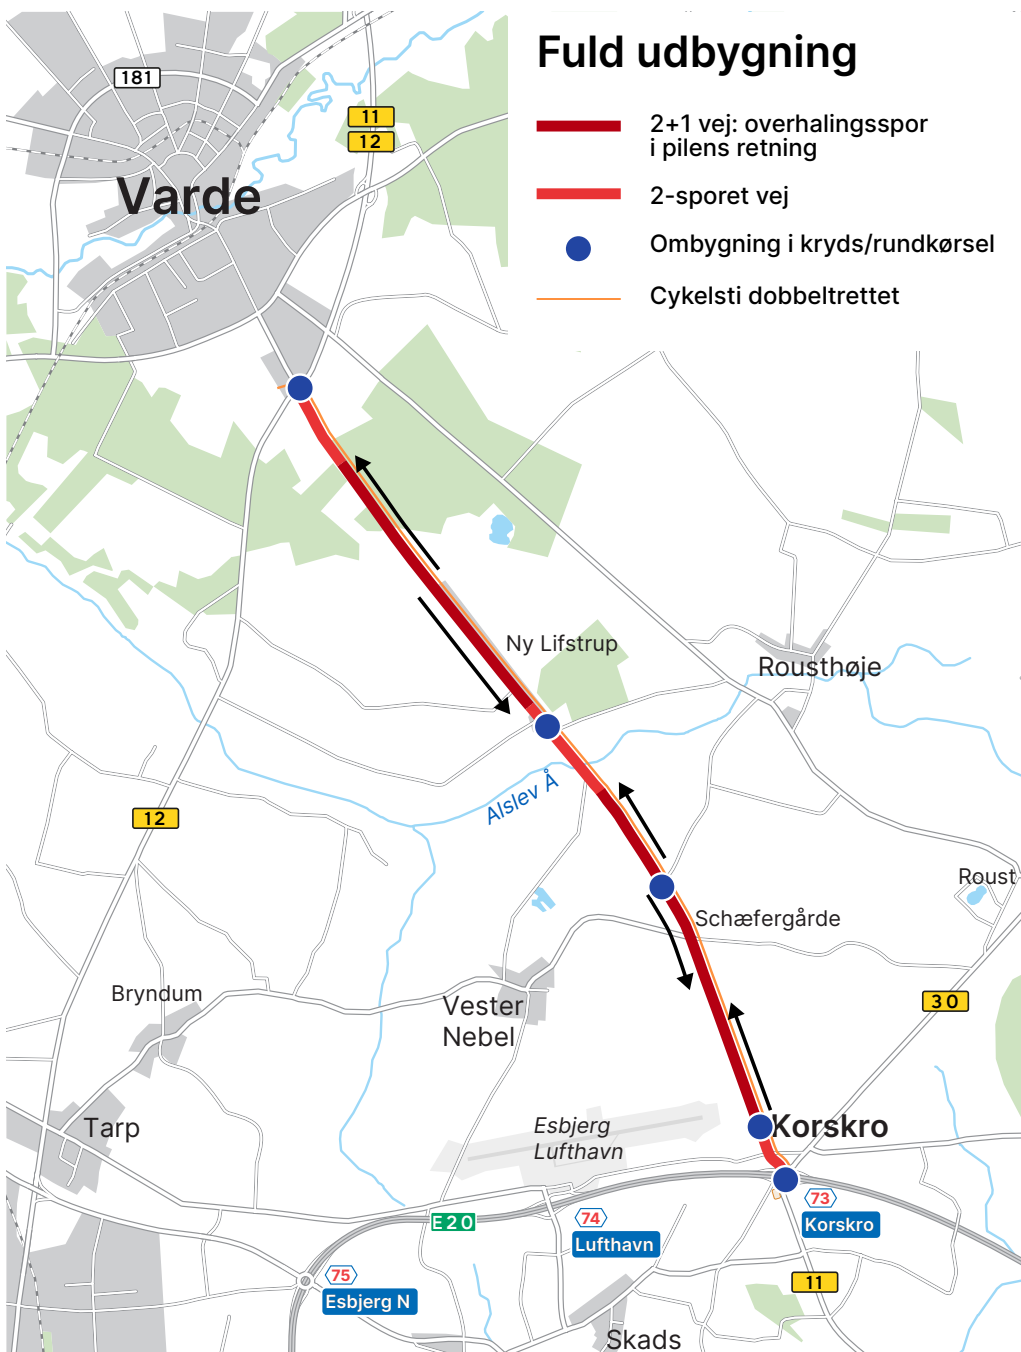 Fuld udbygning
2+1 vej: overhalingsspor
i pilens retning
2-sporet vej
Ombygning i kryds/rundkørsel
Cykelsti dobbeltrettet
181
11
12
Varde
Ny Lifstrup
Rousthøje
Alslev Å
12
Roust
Schæfergårde
Bryndum
Vester
Nebel
30
Tarp
Esbjerg
Lufthavn
Korskro
73
Korskro
E20
74
Lufthavn
75
Esbjerg N
11
Skads